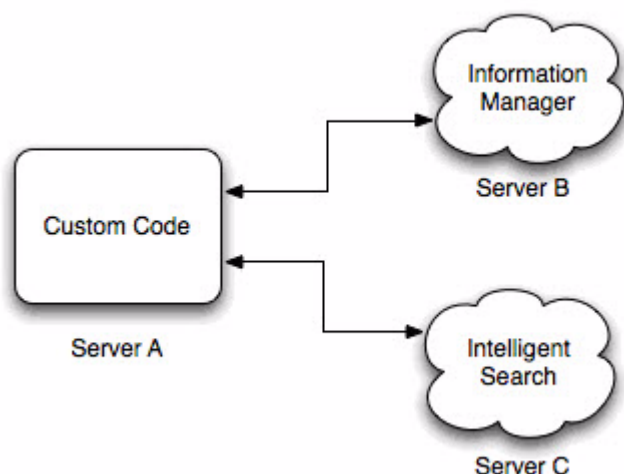 Information
Manager
Server B
Custom Code
Server A
Intelligent
Search
Server C